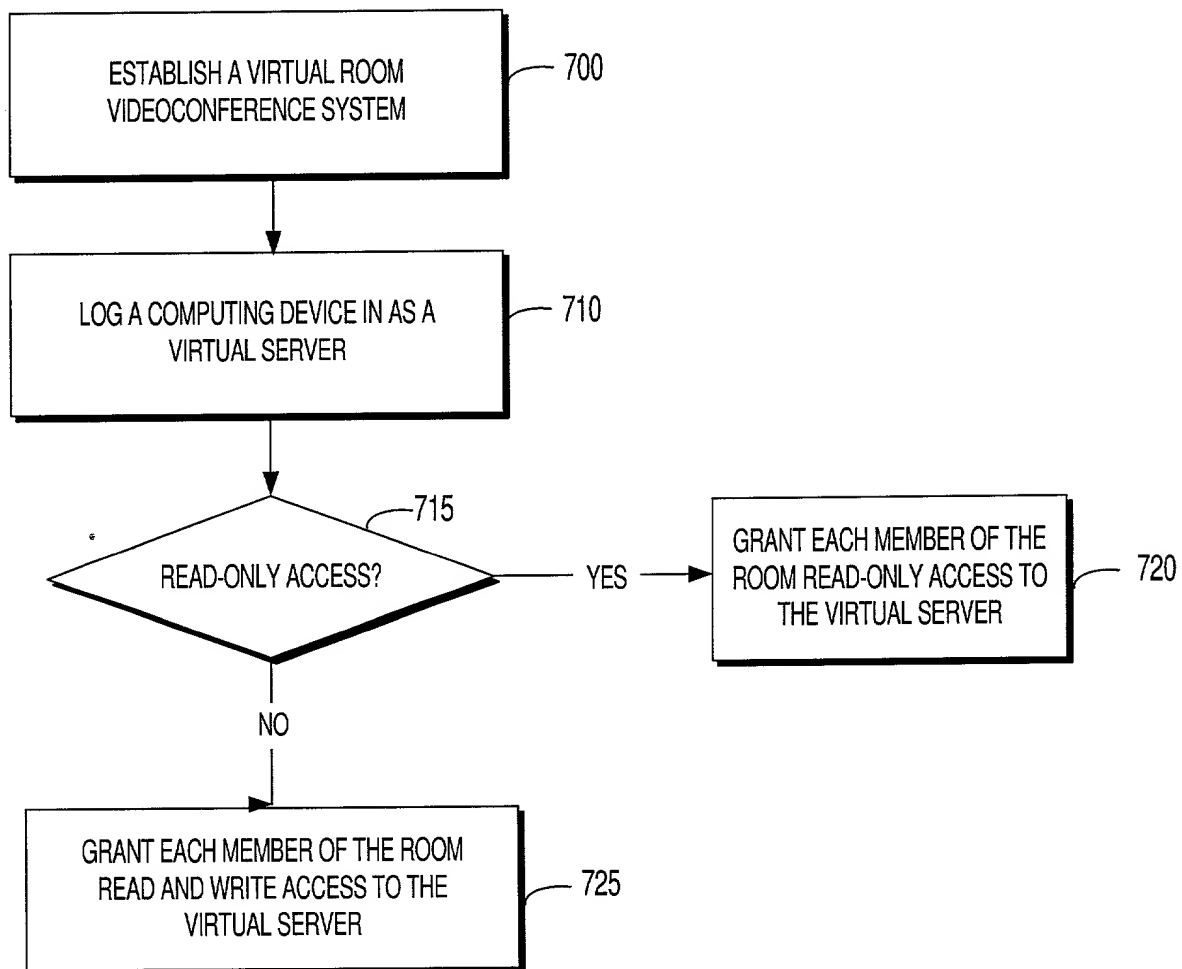 ESTABLISH A VIRTUAL ROOM
VIDEOCONFERENCE SYSTEM
700
LOG A COMPUTING DEVICE IN AS A
VIRTUAL SERVER
710
715
READ-ONLY ACCESS?
YES
GRANT EACH MEMBER OF THE
ROOM READ-ONLY ACCESS TO
THE VIRTUAL SERVER
720
NO
GRANT EACH MEMBER OF THE ROOM
READ AND WRITE ACCESS TO THE
VIRTUAL SERVER
725